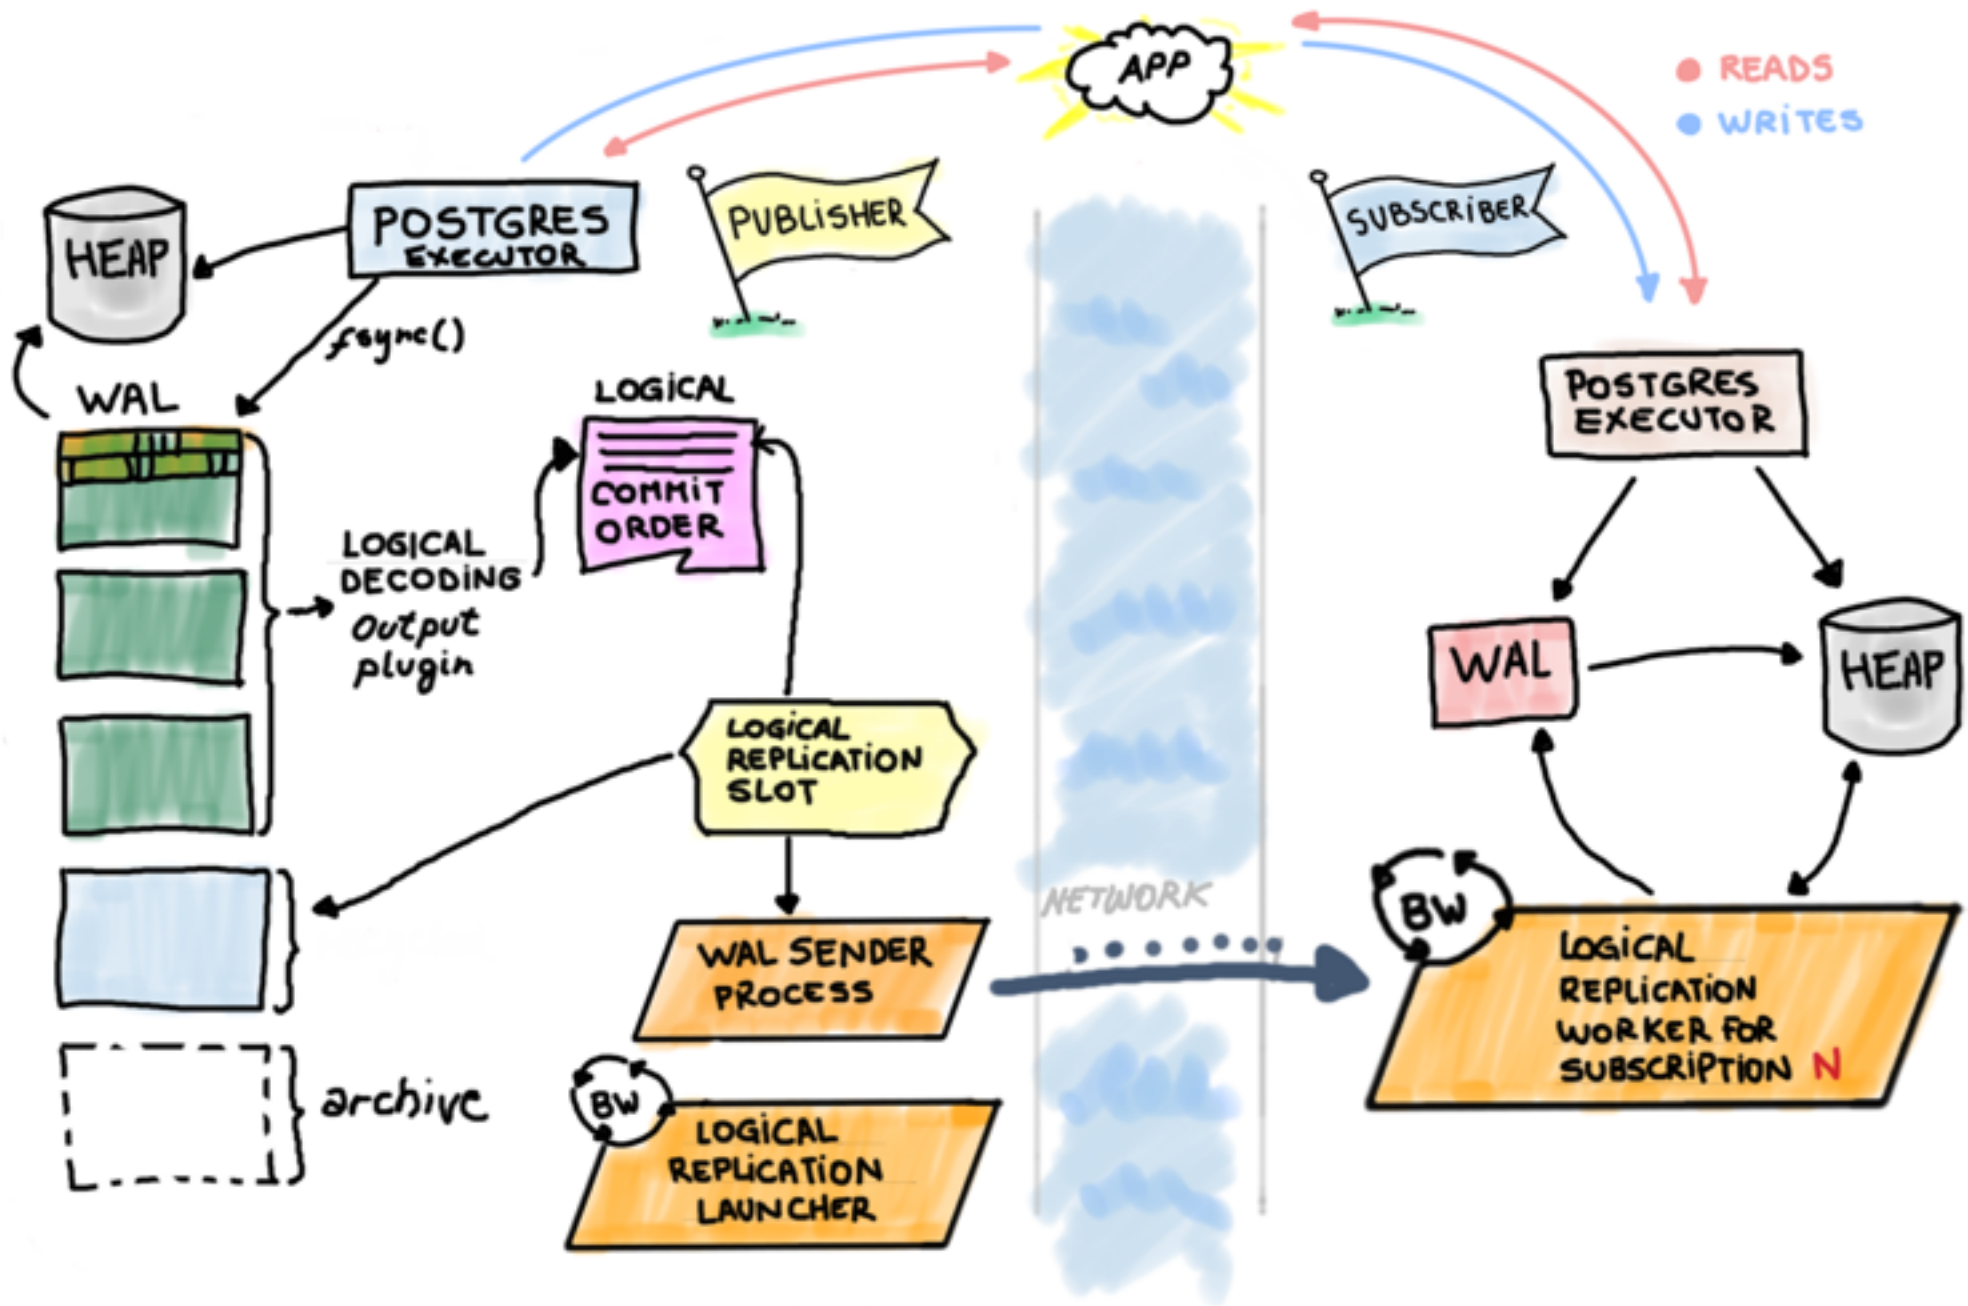 APP
READS
WRITES
HEAP
POSTGRES
EXECUTOR
PUBLISHER
SUBSCRIBER
fsync()
WAL
LOGICAL
COMMIT
ORDER
LOGICAL
DECODING
Output
plugin
LOGICAL
REPLICATION
SLOT
WAL SENDER
PROCESS
archive
BW
LOGICAL
REPLICATION
LAUNCHER
NETWORK
POSTGRES
EXECUTOR
WAL
HEAP
BW
LOGICAL
REPLICATION
WORKER FOR
SUBSCRIPTION N